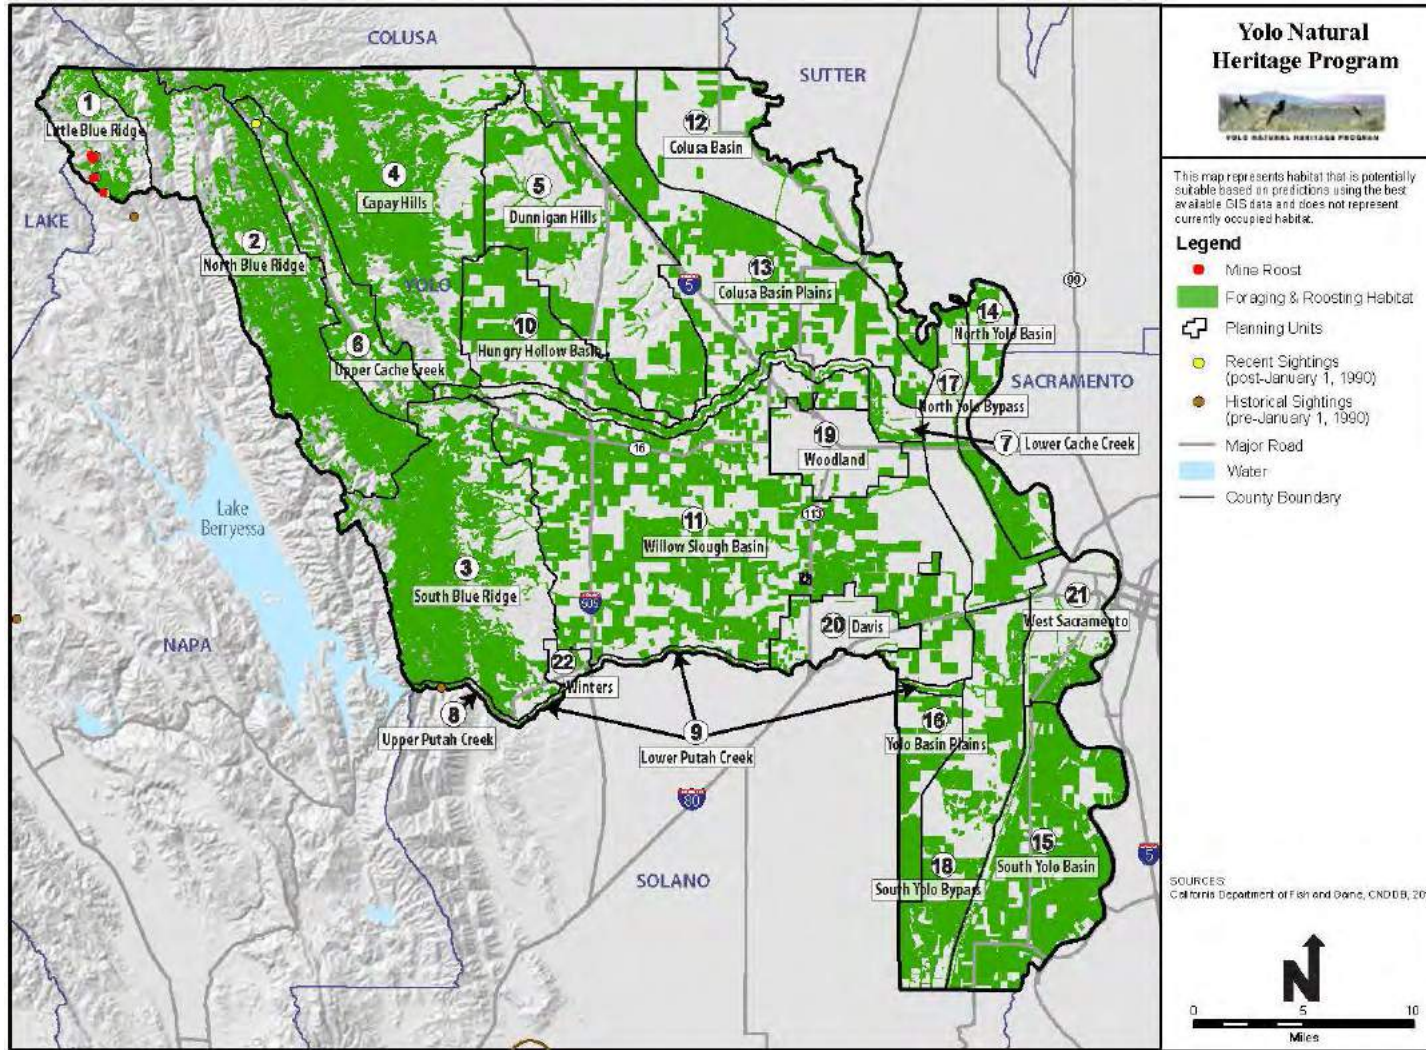 COLUSA
SUTTER
LAKE
YOLO
SACRAMENTO
NAPA
SOLANO
Lake
Berryessa
1
Little Blue Ridge
2
North Blue Ridge
3
South Blue Ridge
4
Capay Hills
5
Dunnigan Hills
6
Upper Cache Creek
7
Lower Cache Creek
8
Upper Putah Creek
9
Lower Putah Creek
10
Hungry Hollow Basin
11
Willow Slough Basin
12
Colusa Basin
13
Colusa Basin Plains
14
North Yolo Basin
15
South Yolo Basin
16
Yolo Basin Plains
17
North Yolo Bypass
18
South Yolo Bypass
19
Woodland
20 Davis
21
West Sacramento
22
Winters
5
99
16
113
505
80
5
Yolo Natural
Heritage Program
YOLO NATURAL HERITAGE PROGRAM
This map represents habitat that is potentially
suitable based on predictions using the best
available GIS data and does not represent
currently occupied habitat.
Legend
Mine Roost
Foraging & Roosting Habitat
Planning Units
Recent Sightings
(post-January 1, 1990)
Historical Sightings
(pre-January 1, 1990)
Major Road
Water
County Boundary
SOURCES:
California Department of Fish and Game, CNDDB, 20
N
0 5 10
Miles